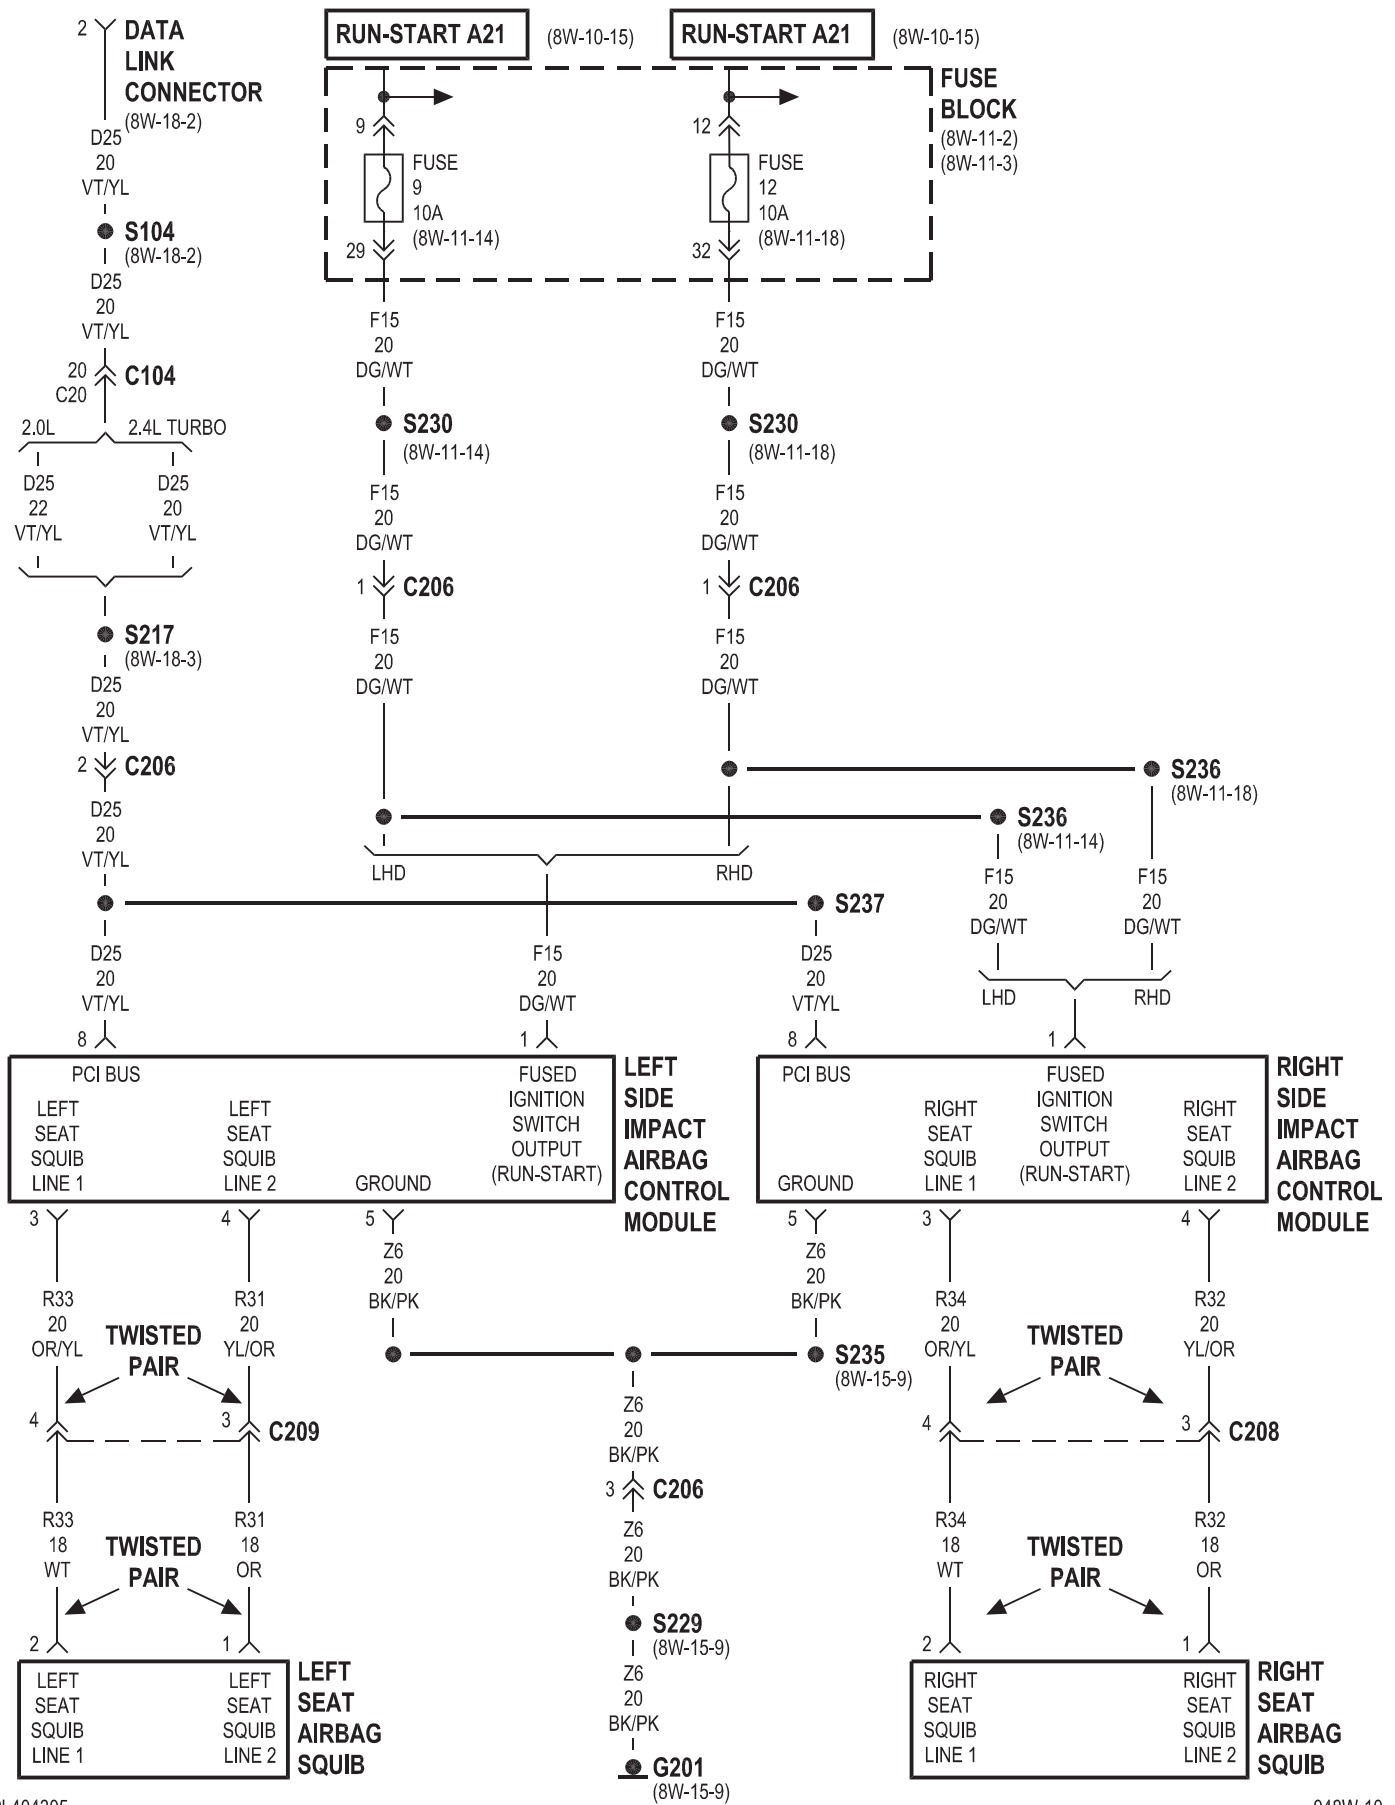 2 DATA
LINK
CONNECTOR
(8W-18-2)
D25
20
VT/YL
S104
(8W-18-2)
D25
20
VT/YL
20
C20
C104
2.0L 2.4L TURBO
D25 D25
22 20
VT/YL VT/YL
S217
(8W-18-3)
D25
20
VT/YL
2 C206
D25
20
VT/YL
D25
20
VT/YL
8
RUN-START A21 (8W-10-15)
RUN-START A21 (8W-10-15)
FUSE
BLOCK
(8W-11-2)
(8W-11-3)
9
FUSE
9
10A
(8W-11-14)
29
12
FUSE
12
10A
(8W-11-18)
32
F15
20
DG/WT
S230
(8W-11-14)
F15
20
DG/WT
1 C206
F15
20
DG/WT
F15
20
DG/WT
S230
(8W-11-18)
F15
20
DG/WT
1 C206
F15
20
DG/WT
S236
(8W-11-18)
S236
(8W-11-14)
LHD RHD
S237
F15
20
DG/WT
1
D25
20
VT/YL
8
F15 F15
20 20
DG/WT DG/WT
LHD RHD
1
PCI BUS
LEFT
SEAT
SQUIB
LINE 1
LEFT
SEAT
SQUIB
LINE 2
GROUND
FUSED
IGNITION
SWITCH
OUTPUT
(RUN-START)
LEFT
SIDE
IMPACT
AIRBAG
CONTROL
MODULE
PCI BUS
GROUND
RIGHT
SEAT
SQUIB
LINE 1
FUSED
IGNITION
SWITCH
OUTPUT
(RUN-START)
RIGHT
SEAT
SQUIB
LINE 2
RIGHT
SIDE
IMPACT
AIRBAG
CONTROL
MODULE
3 4 5
5 3 4
R33
20
OR/YL
TWISTED
PAIR
R31
20
YL/OR
4 3 C209
R33
18
WT
TWISTED
PAIR
R31
18
OR
2 1
LEFT
SEAT
SQUIB
LINE 1
LEFT
SEAT
SQUIB
LINE 2
LEFT
SEAT
AIRBAG
SQUIB
Z6
20
BK/PK
Z6
20
BK/PK
S235
(8W-15-9)
Z6
20
BK/PK
3 C206
Z6
20
BK/PK
S229
(8W-15-9)
Z6
20
BK/PK
G201
(8W-15-9)
R34
20
OR/YL
TWISTED
PAIR
R32
20
YL/OR
4 3 C208
R34
18
WT
TWISTED
PAIR
R32
18
OR
2 1
RIGHT
SEAT
SQUIB
LINE 1
RIGHT
SEAT
SQUIB
LINE 2
RIGHT
SEAT
AIRBAG
SQUIB